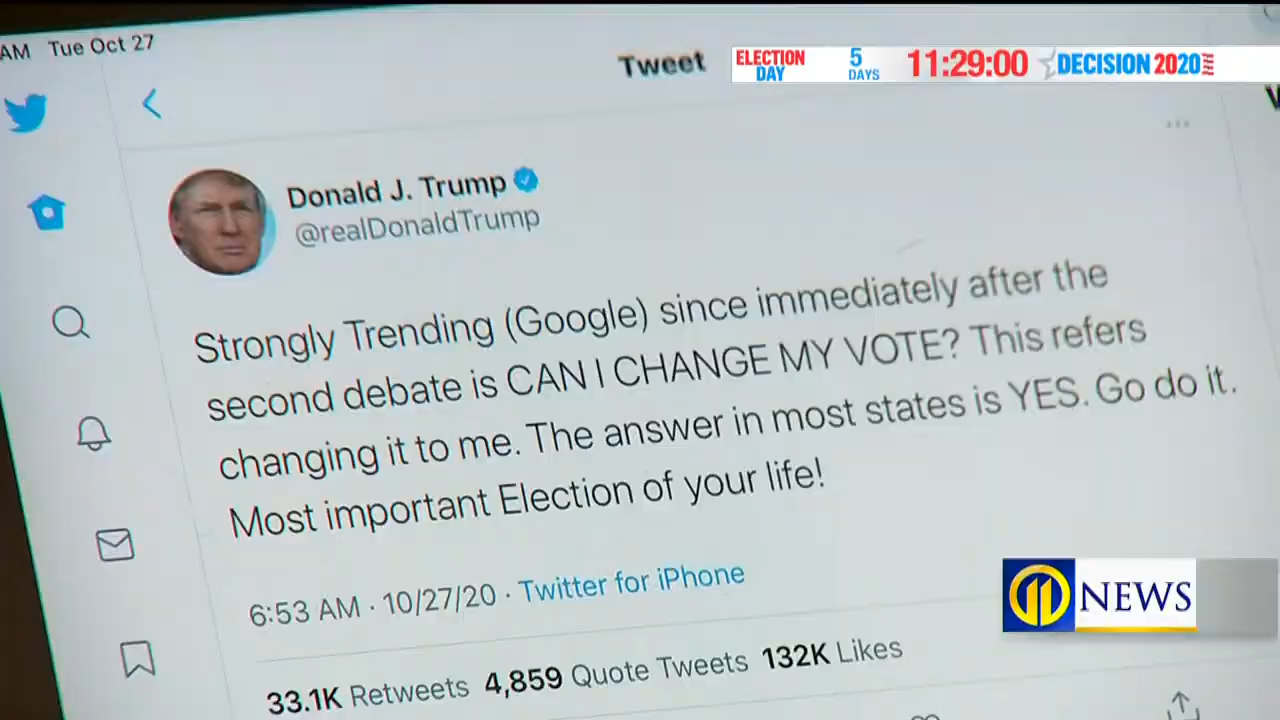 AM Tue Oct 27
Tweet
ELECTION
DAY
5
DAYS
11:29:00
DECISION 2020
Donald J. Trump
@realDonaldTrump
Strongly Trending (Google) since immediately after the
second debate is CAN I CHANGE MY VOTE? This refers
changing it to me. The answer in most states is YES. Go do it.
Most important Election of your life!
6:53 AM · 10/27/20 · Twitter for iPhone
33.1K Retweets 4,859 Quote Tweets 132K Likes
11 NEWS